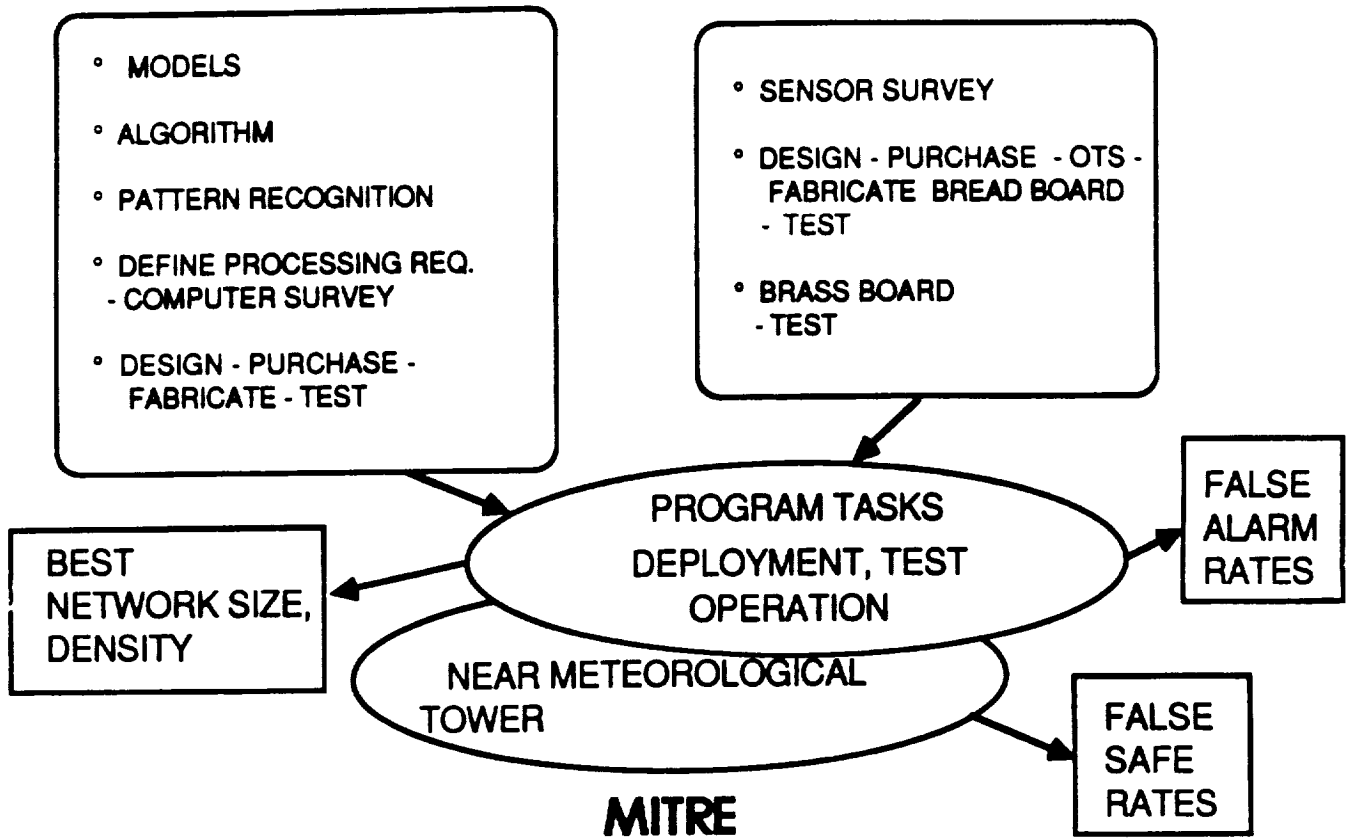 ° MODELS
° ALGORITHM
° PATTERN RECOGNITION
° DEFINE PROCESSING REQ.
- COMPUTER SURVEY
° DESIGN - PURCHASE -
FABRICATE - TEST
° SENSOR SURVEY
° DESIGN - PURCHASE - OTS -
FABRICATE BREAD BOARD
- TEST
° BRASS BOARD
- TEST
PROGRAM TASKS
DEPLOYMENT, TEST
OPERATION
FALSE
ALARM
RATES
BEST
NETWORK SIZE,
DENSITY
NEAR METEOROLOGICAL
TOWER
FALSE
SAFE
RATES
MITRE